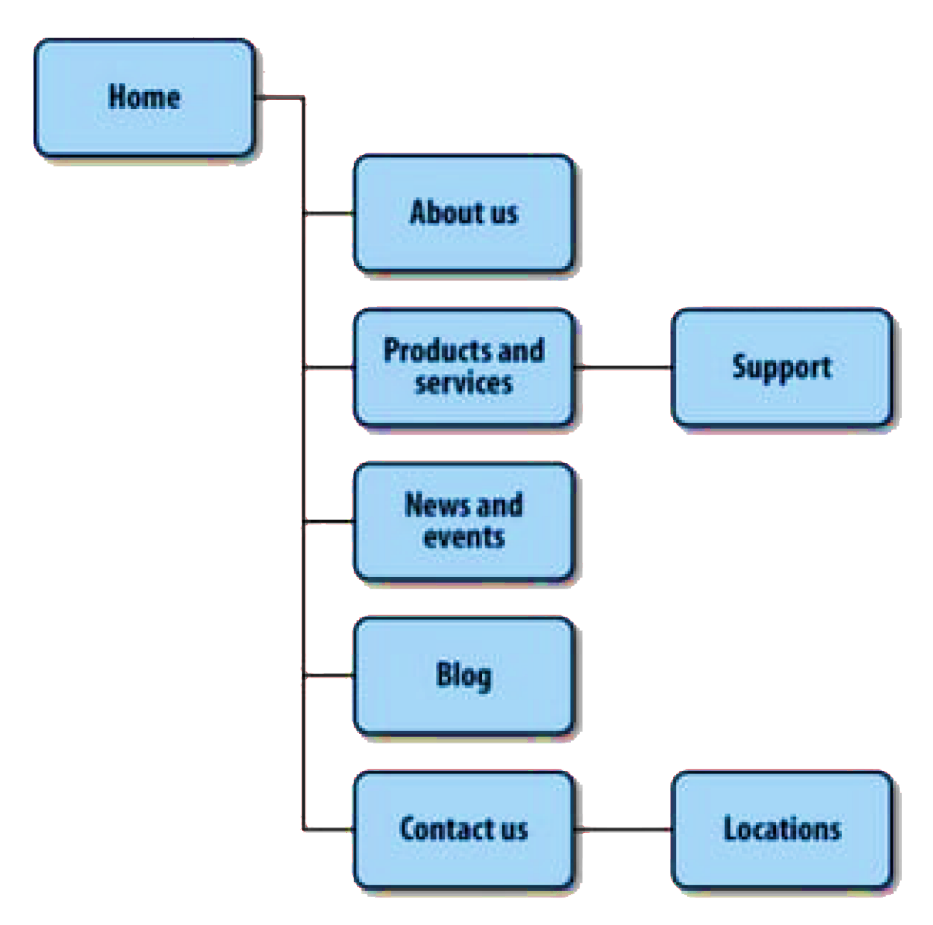 Home
About us
Products and
services
Support
News and
events
Blog
Contact us
Locations